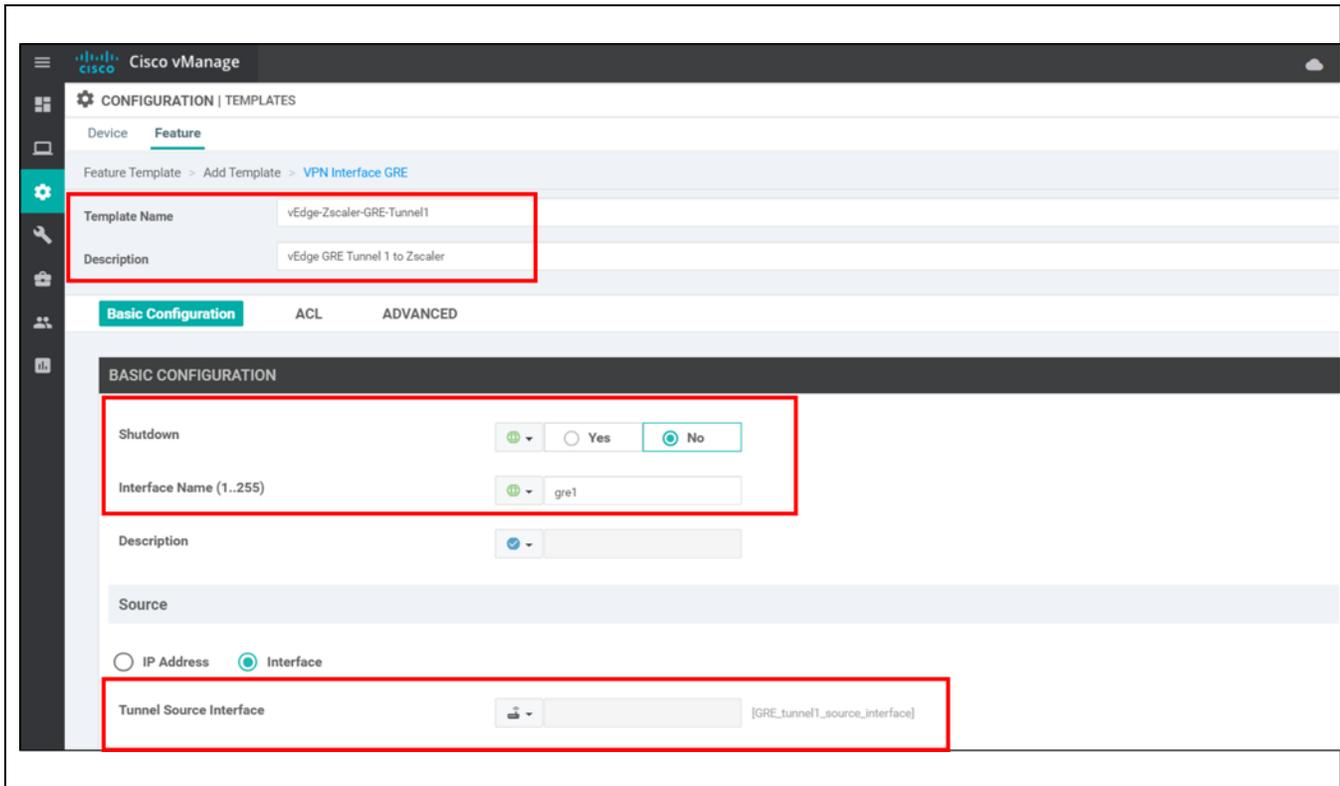 CISCO Cisco vManage
CONFIGURATION | TEMPLATES
Device Feature
Feature Template > Add Template > VPN Interface GRE
Template Name vEdge-Zscaler-GRE-Tunnel1
Description vEdge GRE Tunnel 1 to Zscaler
Basic Configuration ACL ADVANCED
BASIC CONFIGURATION
Shutdown Yes No
Interface Name (1..255) gre1
Description
Source
IP Address Interface
Tunnel Source Interface [GRE_tunnel1_source_interface]